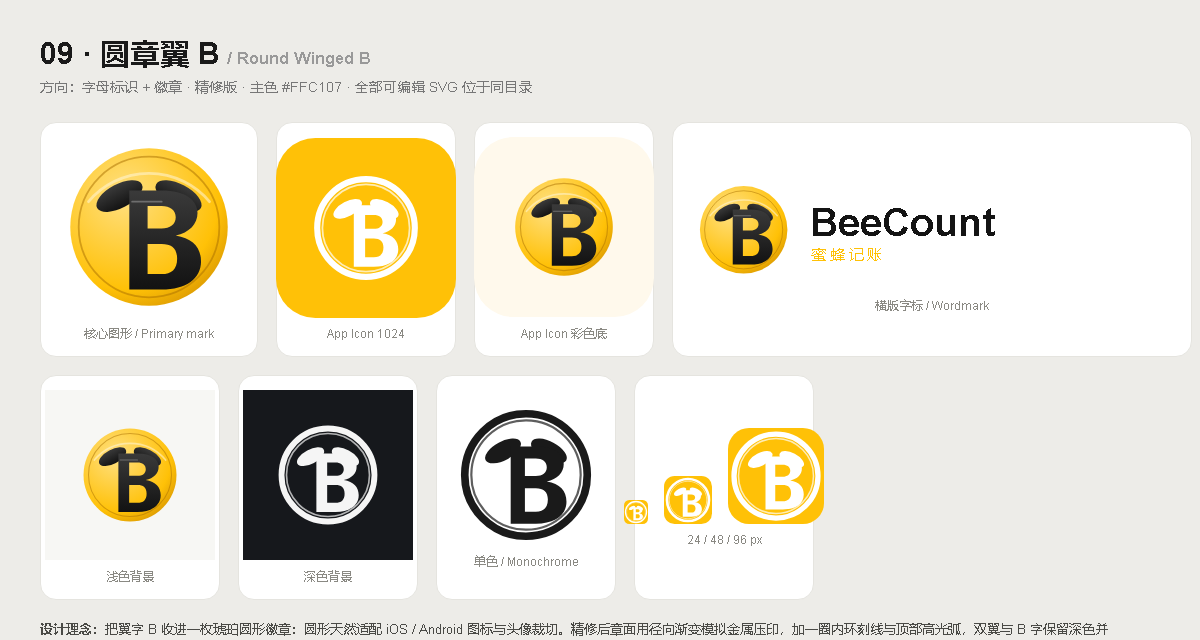 09 · 圆章翼 B / Round Winged B
方向：字母标识 + 徽章 · 精修版 · 主色 #FFC107 · 全部可编辑 SVG 位于同目录
B
B
B
B
BeeCount
蜜蜂记账
核心图形 / Primary mark
App Icon 1024
App Icon 彩色底
横版字标 / Wordmark
B
B
B
B
B
B
浅色背景
深色背景
单色 / Monochrome
24 / 48 / 96 px
设计理念：把翼字 B 收进一枚琥珀圆形徽章：圆形天然适配 iOS / Android 图标与头像裁切。精修后章面用径向渐变模拟金属压印，加一圈内环刻线与顶部高光弧，双翼与 B 字保留深色并